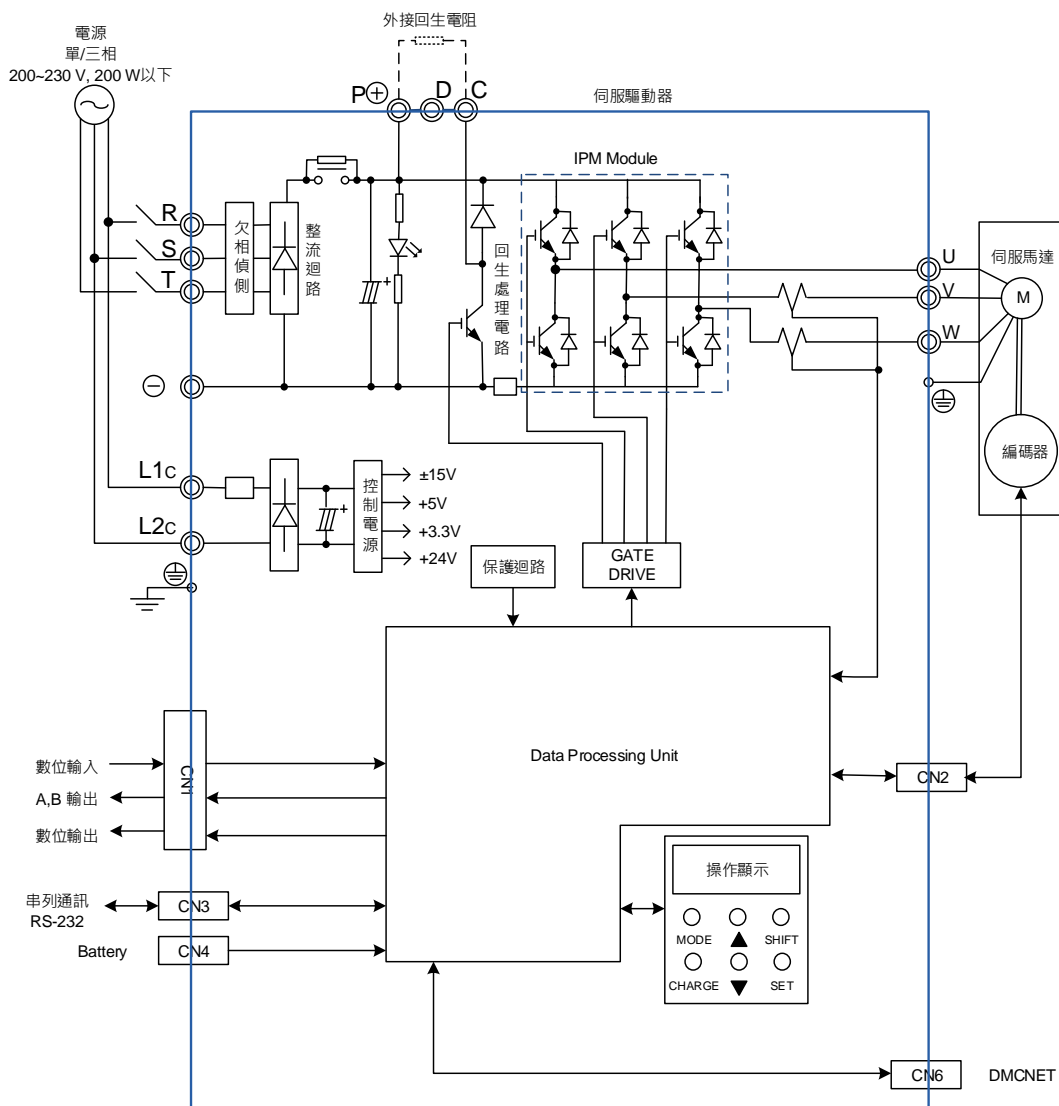 電源
單/三相
200~230 V, 200 W以下
外接回生電阻
P⊕
D
C
伺服驅動器
IPM Module
R
S
T
欠相偵側
整流迴路
回生處理電路
U
V
W
伺服馬達
M
編碼器
⊖
L1C
L2C
控制電源
±15V
+5V
+3.3V
+24V
+
+
保護迴路
GATE
DRIVE
Data Processing Unit
數位輸入
A,B 輸出
數位輸出
CN1
CN2
串列通訊
RS-232
CN3
Battery
CN4
操作顯示
MODE
▲
SHIFT
CHARGE
▼
SET
CN6
DMCNET